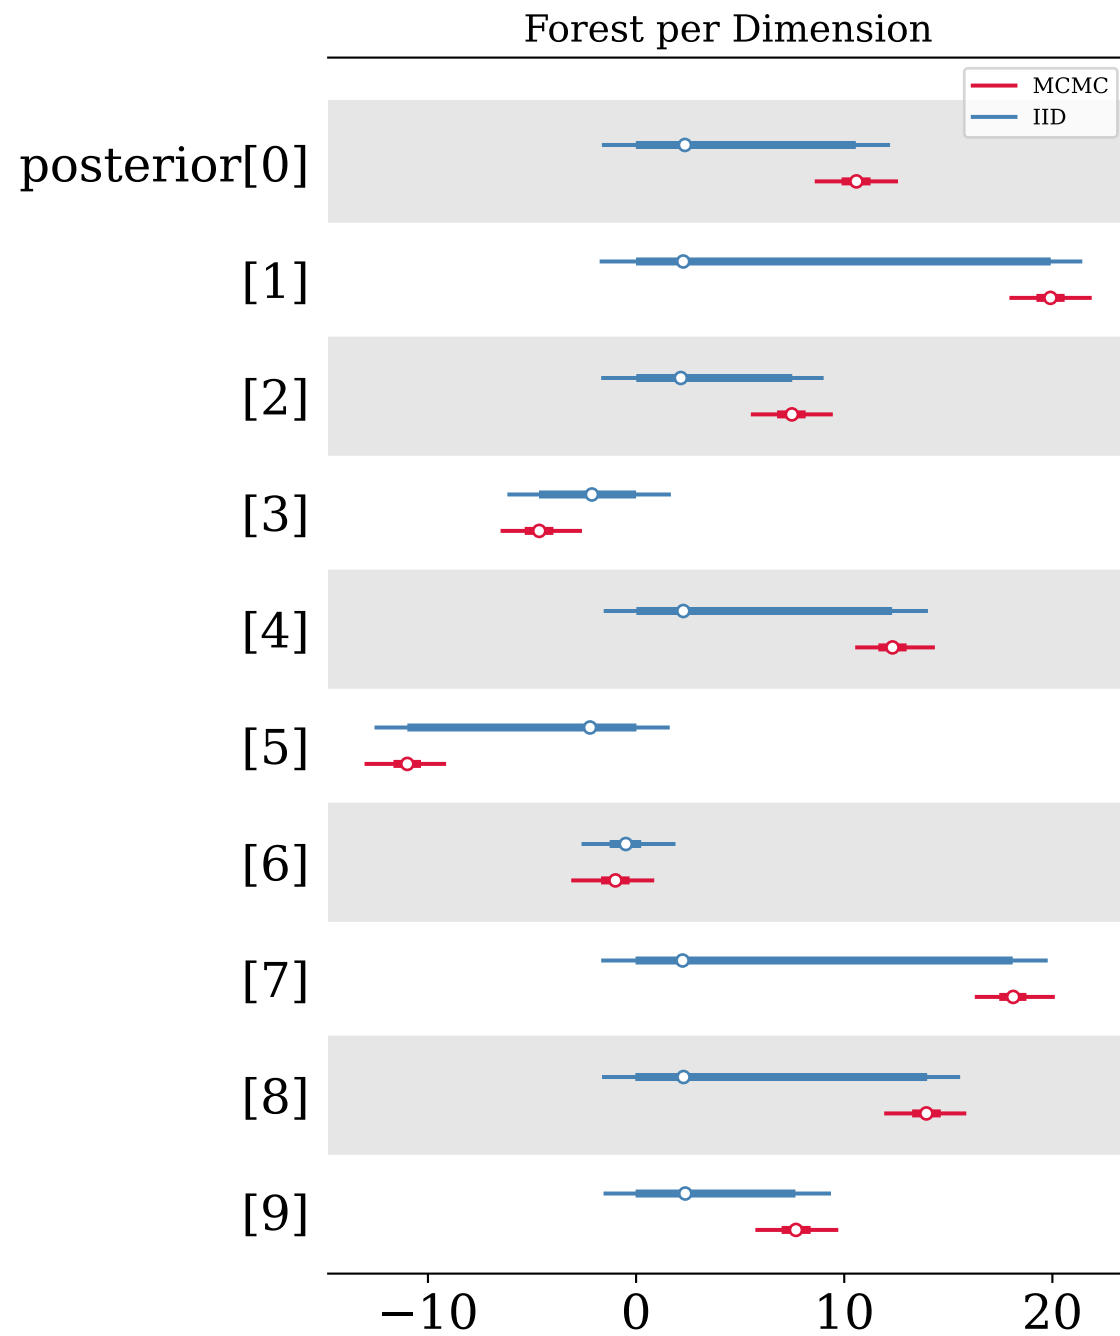 Forest per Dimension
MCMC
IID
posterior[0]
[1]
[2]
[3]
[4]
[5]
[6]
[7]
[8]
[9]
−10 0 10 20